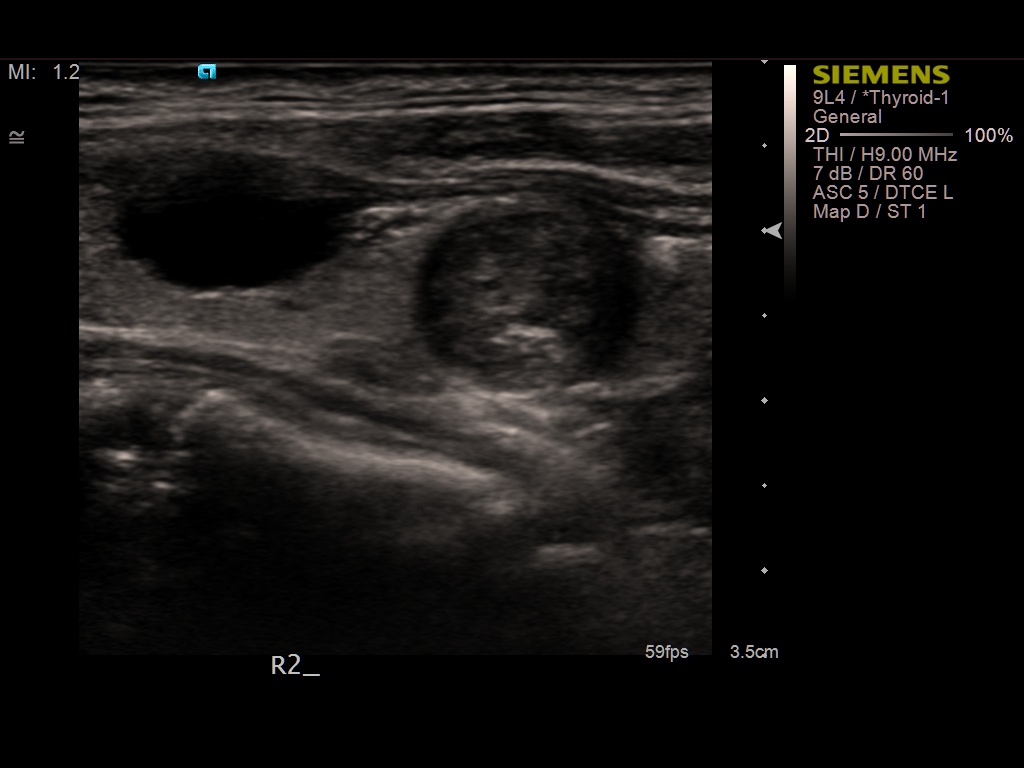 MI: 1.2
SIEMENS
9L4 / *Thyroid-1
General
2D 100%
THI / H9.00 MHz
7 dB / DR 60
ASC 5 / DTCE L
Map D / ST 1
59fps 3.5cm
R2_